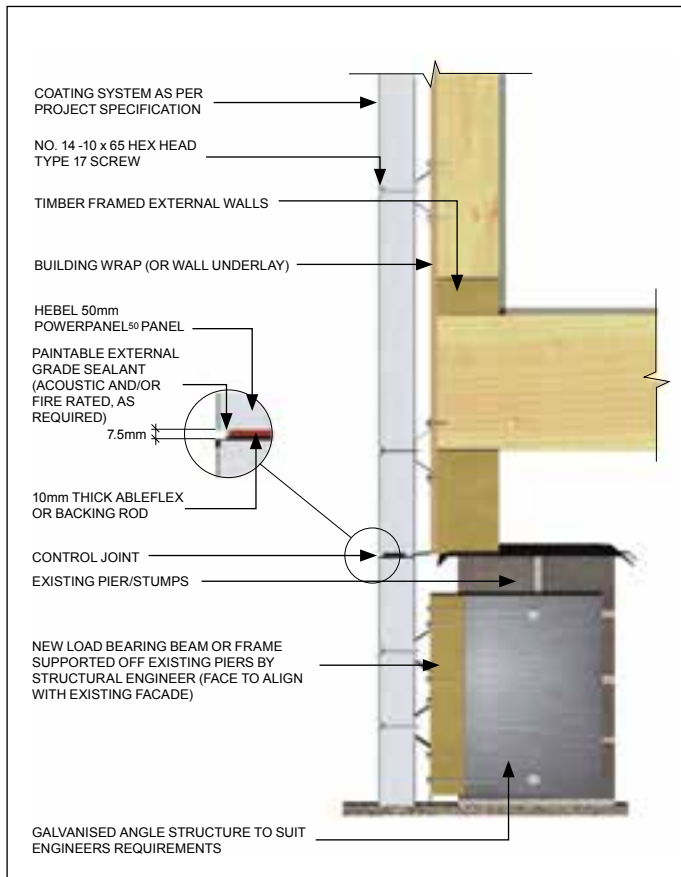 COATING SYSTEM AS PER
PROJECT SPECIFICATION
NO. 14 -10 x 65 HEX HEAD
TYPE 17 SCREW
TIMBER FRAMED EXTERNAL WALLS
BUILDING WRAP (OR WALL UNDERLAY)
HEBEL 50mm
POWERPANEL50 PANEL
PAINTABLE EXTERNAL
GRADE SEALANT
(ACOUSTIC AND/OR
FIRE RATED, AS
REQUIRED)
7.5mm
10mm THICK ABLEFLEX
OR BACKING ROD
CONTROL JOINT
EXISTING PIER/STUMPS
NEW LOAD BEARING BEAM OR FRAME
SUPPORTED OFF EXISTING PIERS BY
STRUCTURAL ENGINEER (FACE TO ALIGN
WITH EXISTING FACADE)
GALVANISED ANGLE STRUCTURE TO SUIT
ENGINEERS REQUIREMENTS